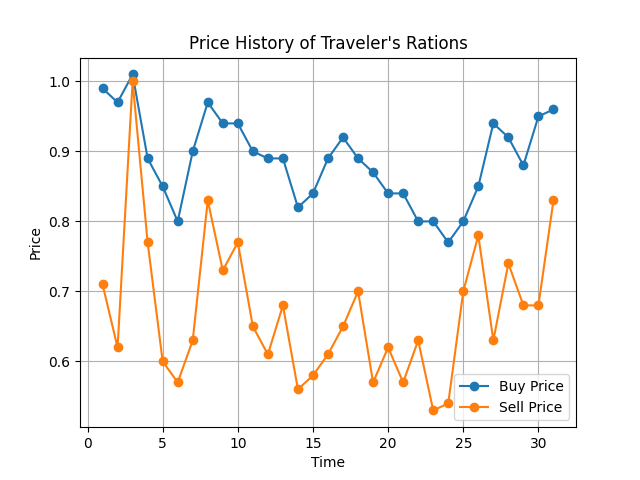 Price History of Traveler's Rations
1.0
0.9
0.8
0.7
0.6
Price
0 5 10 15 20 25 30
Time
Buy Price
Sell Price